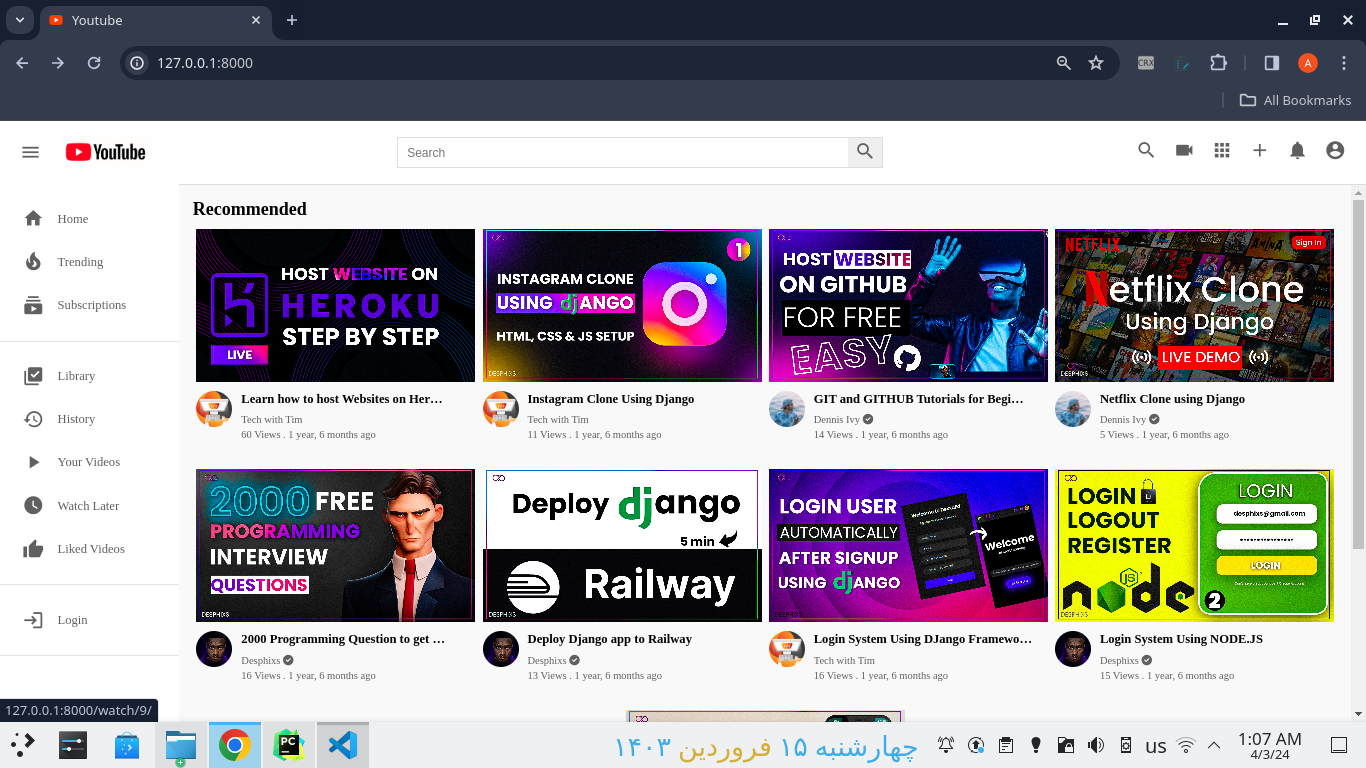 Youtube
127.0.0.1:8000
CRX
A
All Bookmarks
YouTube
Search
Home
Trending
Subscriptions
Library
History
Your Videos
Watch Later
Liked Videos
Login
Recommended
HOST WEBSITE ON
HEROKU
STEP BY STEP
LIVE
Learn how to host Websites on Her…
Tech with Tim
60 Views . 1 year, 6 months ago
1
INSTAGRAM CLONE
USING djANGO
HTML, CSS & JS SETUP
DESPHIXS
Instagram Clone Using Django
Tech with Tim
11 Views . 1 year, 6 months ago
HOST WEBSITE
ON GITHUB
FOR FREE
EASY
GIT and GITHUB Tutorials for Begi…
Dennis Ivy
14 Views . 1 year, 6 months ago
NETFLIX
Sign In
Netflix Clone
Using Django
LIVE DEMO
DESPHIXS
Netflix Clone using Django
Dennis Ivy
5 Views . 1 year, 6 months ago
2000 FREE
PROGRAMMING
INTERVIEW
QUESTIONS
DESPHIXS
2000 Programming Question to get …
Desphixs
16 Views . 1 year, 6 months ago
Deploy django
5 min
Railway
DESPHIXS
Deploy Django app to Railway
Desphixs
13 Views . 1 year, 6 months ago
LOGIN USER
AUTOMATICALLY
AFTER SIGNUP
USING djANGO
Welcome
DESPHIXS
Login System Using DJango Framewo…
Tech with Tim
16 Views . 1 year, 6 months ago
LOGIN
LOGOUT
REGISTER
node
JS
LOGIN
desphixs@gmail.com
LOGIN
2
DESPHIXS
Login System Using NODE.JS
Desphixs
15 Views . 1 year, 6 months ago
127.0.0.1:8000/watch/9/
PC
چهارشنبه ۱۵ فروردین ۱۴۰۳
us
1:07 AM
4/3/24